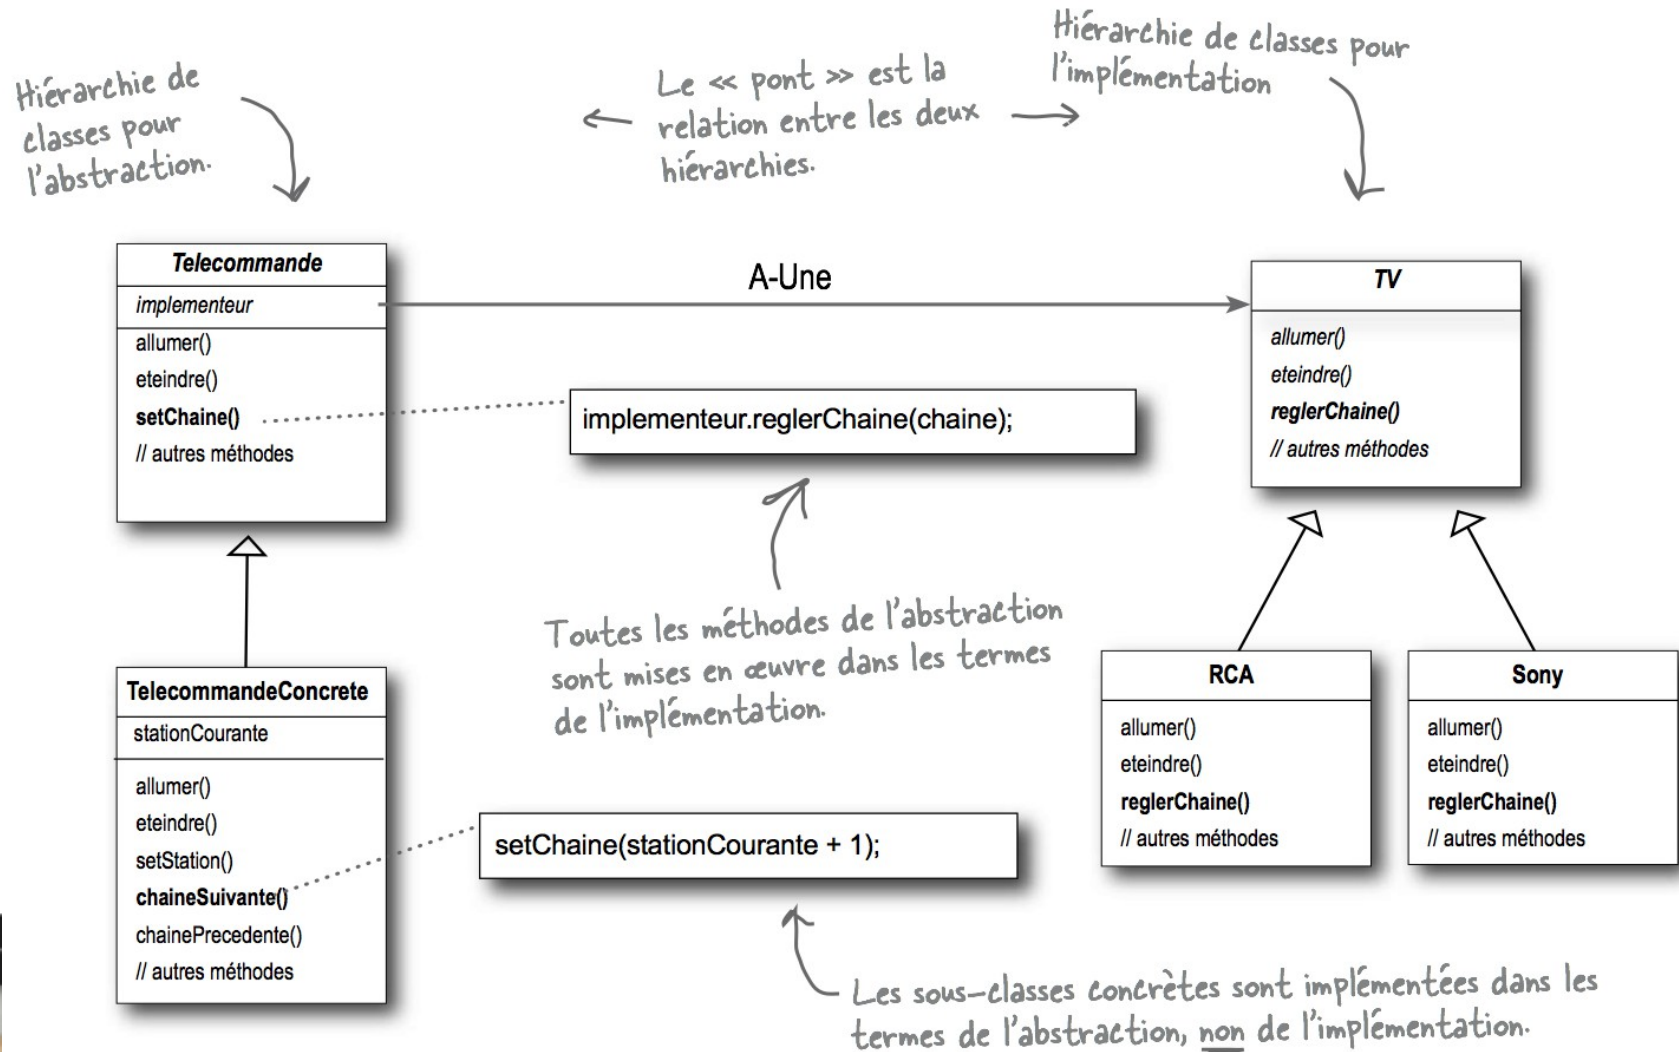 Hiérarchie de
classes pour
l'abstraction.
Le « pont » est la
relation entre les deux
hiérarchies.
Hiérarchie de classes pour
l'implémentation
Telecommande
implementeur
allumer()
eteindre()
setChaine()
// autres méthodes
A-Une
TV
allumer()
eteindre()
reglerChaine()
// autres méthodes
implementeur.reglerChaine(chaine);
Toutes les méthodes de l'abstraction
sont mises en œuvre dans les termes
de l'implémentation.
TelecommandeConcrete
stationCourante
allumer()
eteindre()
setStation()
chaineSuivante()
chainePrecedente()
// autres méthodes
setChaine(stationCourante + 1);
RCA
allumer()
eteindre()
reglerChaine()
// autres méthodes
Sony
allumer()
eteindre()
reglerChaine()
// autres méthodes
Les sous-classes concrètes sont implémentées dans les
termes de l'abstraction, non de l'implémentation.